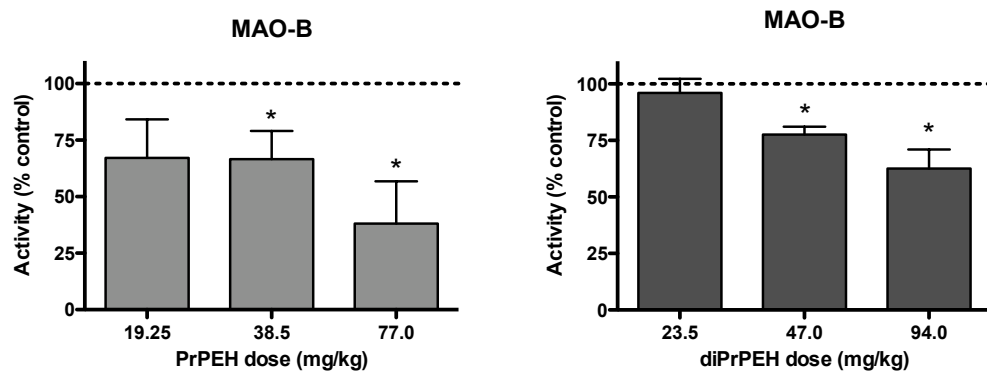 MAO-B
Activity (% control)
100
75
50
25
0
*
*
19.25 38.5 77.0
PrPEH dose (mg/kg)
MAO-B
Activity (% control)
100
75
50
25
0
*
*
23.5 47.0 94.0
diPrPEH dose (mg/kg)